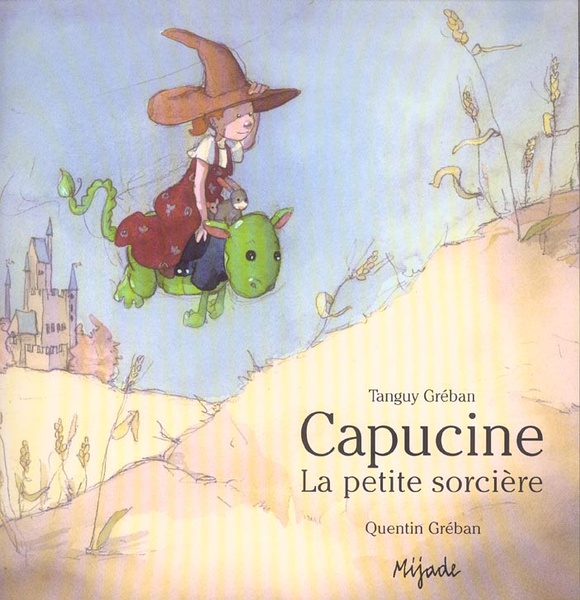 Tanguy Gréban
Capucine
La petite sorcière
Quentin Gréban
Mijade